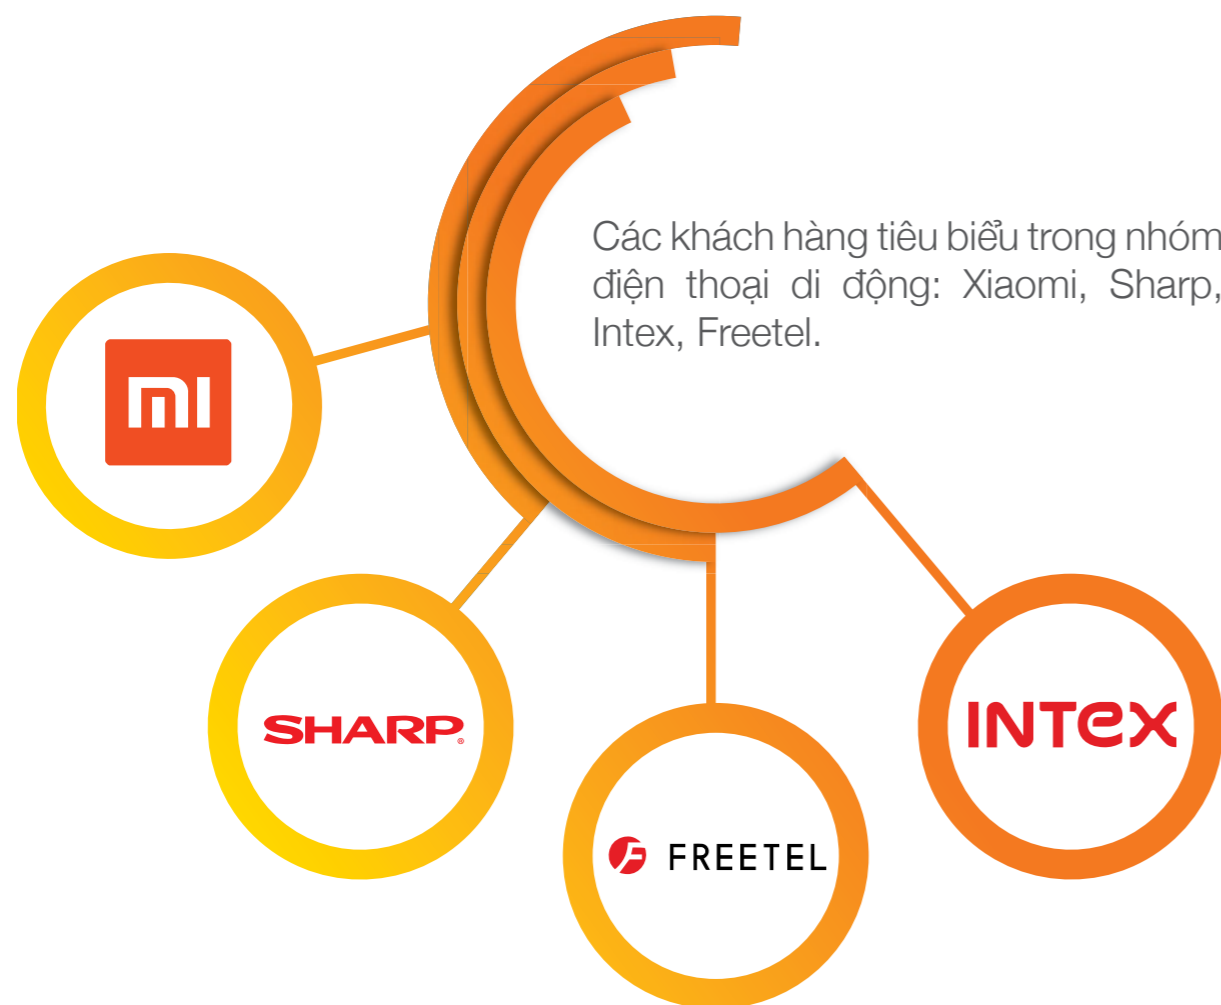 Các khách hàng tiêu biểu trong nhóm
điện thoại di động: Xiaomi, Sharp,
Intex, Freetel.
mi
SHARP®
INTex
FREETEL